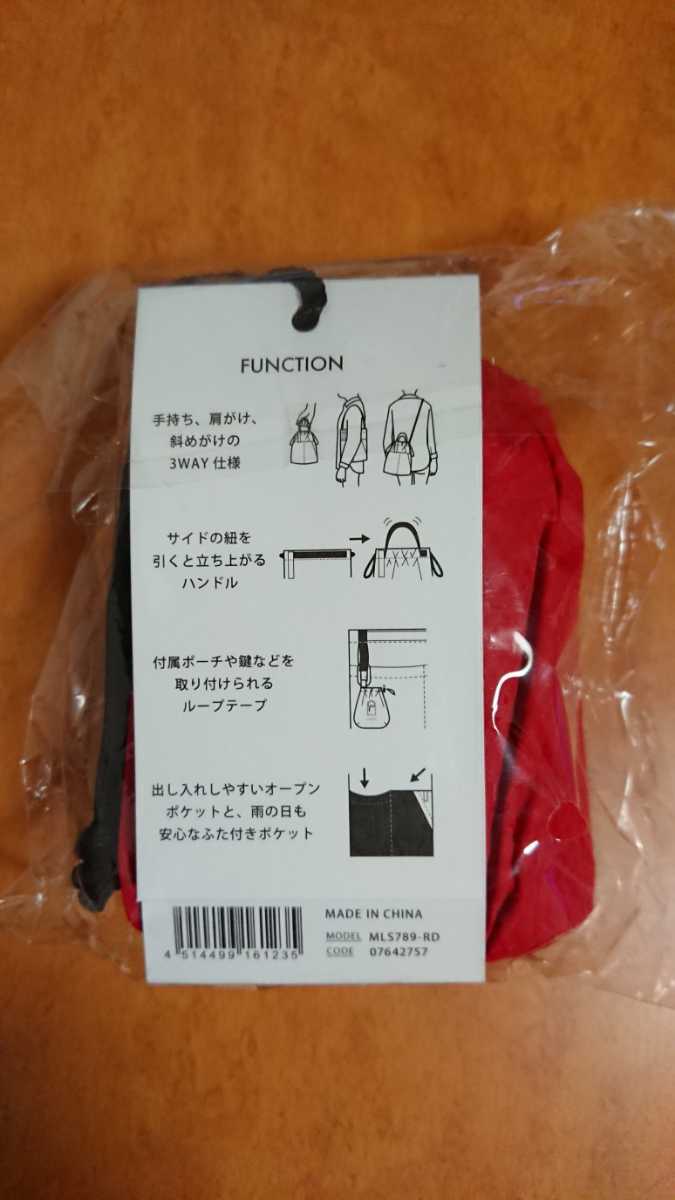 FUNCTION
手持ち、肩がけ、
斜めがけの
3WAY 仕様
サイドの紐を
引くと立ち上がる
ハンドル
付属ポーチや鍵などを
取り付けられる
ループテープ
出し入れしやすいオープン
ポケットと、雨の日も
安心なふた付きポケット
4 514499 161235
MADE IN CHINA
MODEL MLS789-RD
CODE 07642757